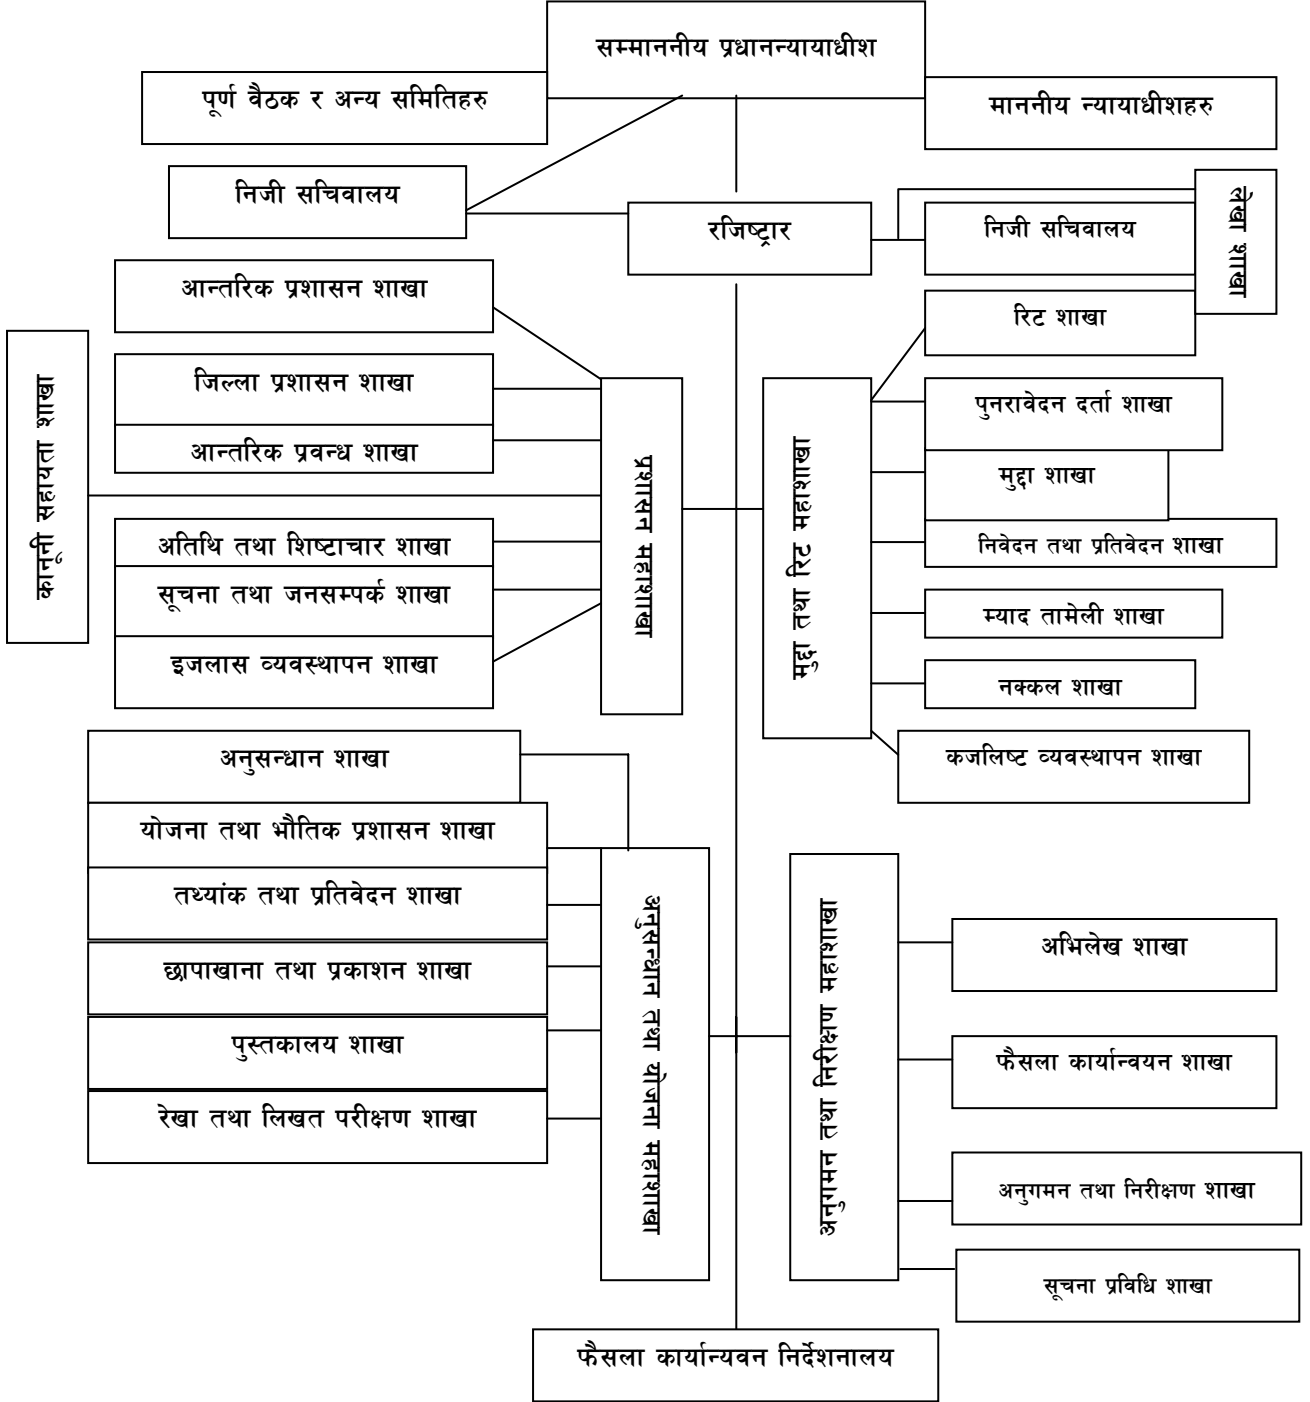 सम्माननीय प्रधानन्यायाधीश
पूर्ण वैठक र अन्य समितिहरु
माननीय न्यायाधीशहरु
निजी सचिवालय
रजिष्ट्रार
निजी सचिवालय
लेखा शाखा
आन्तरिक प्रशासन शाखा
रिट शाखा
जिल्ला प्रशासन शाखा
आन्तरिक प्रवन्ध शाखा
कानूनी सहायता शाखा
प्रशासन महाशाखा
मुद्दा तथा रिट महाशाखा
पुनरावेदन दर्ता शाखा
मुद्दा शाखा
निवेदन तथा प्रतिवेदन शाखा
अतिथि तथा शिष्टाचार शाखा
सूचना तथा जनसम्पर्क शाखा
म्याद तामेली शाखा
इजलास व्यवस्थापन शाखा
नक्कल शाखा
कजलिष्ट व्यवस्थापन शाखा
अनुसन्धान शाखा
योजना तथा भौतिक प्रशासन शाखा
तथ्यांक तथा प्रतिवेदन शाखा
छापाखाना तथा प्रकाशन शाखा
पुस्तकालय शाखा
रेखा तथा लिखत परीक्षण शाखा
अनुसन्धान तथा योजना महाशाखा
अनुगमन तथा निरीक्षण महाशाखा
अभिलेख शाखा
फैसला कार्यान्वयन शाखा
अनुगमन तथा निरीक्षण शाखा
सूचना प्रविधि शाखा
फैसला कार्यान्यवन निर्देशनालय